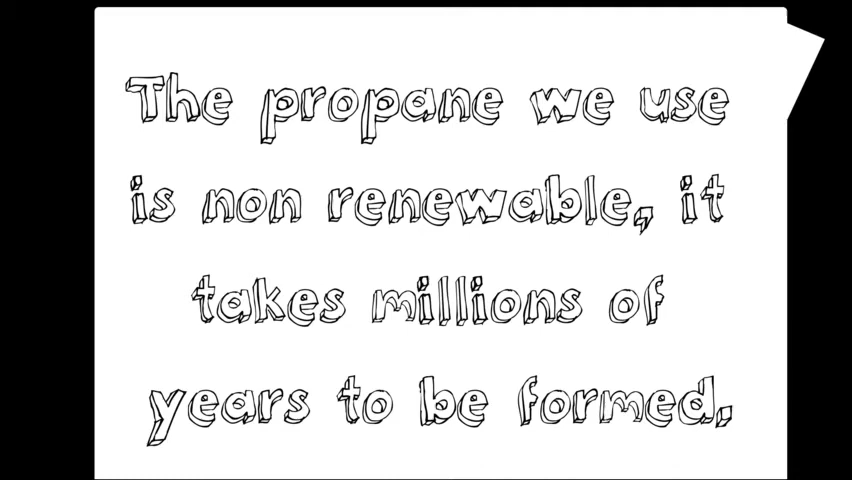 The propane we use
is non renewable, it
takes millions of
years to be formed.